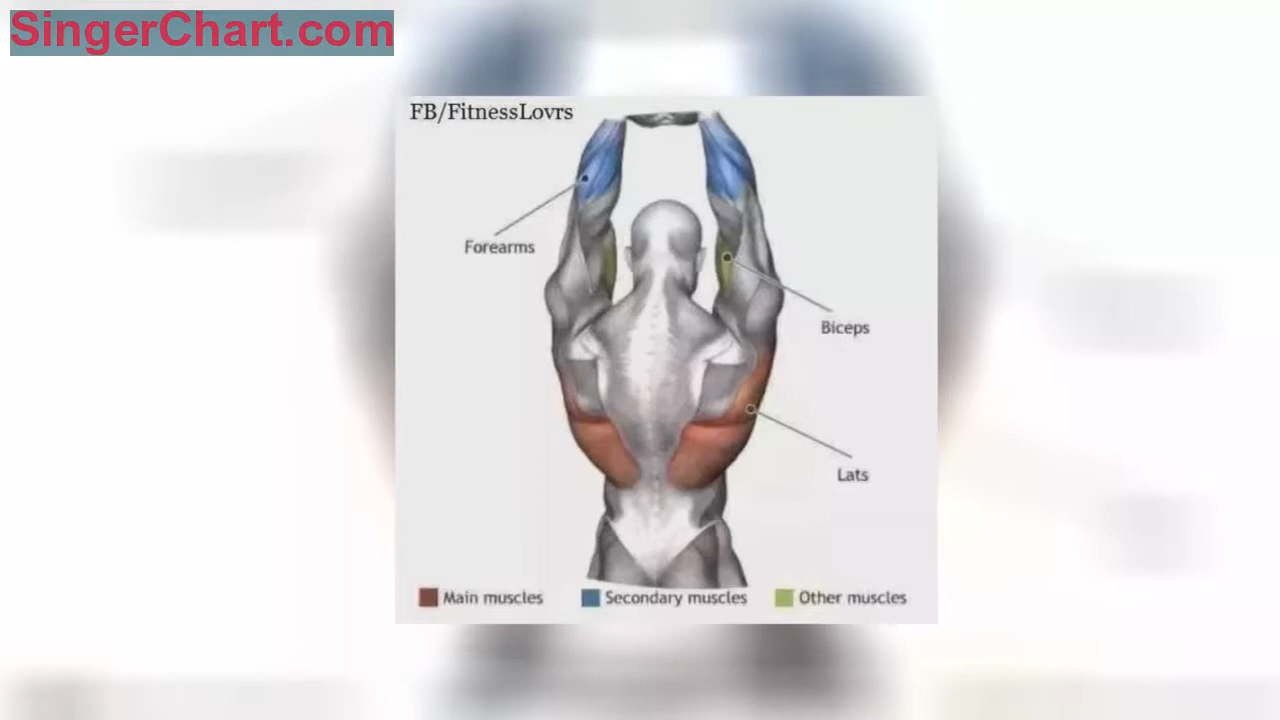 SingerChart.com
FB/FitnessLovrs
Forearms
Biceps
Lats
Main muscles
Secondary muscles
Other muscles